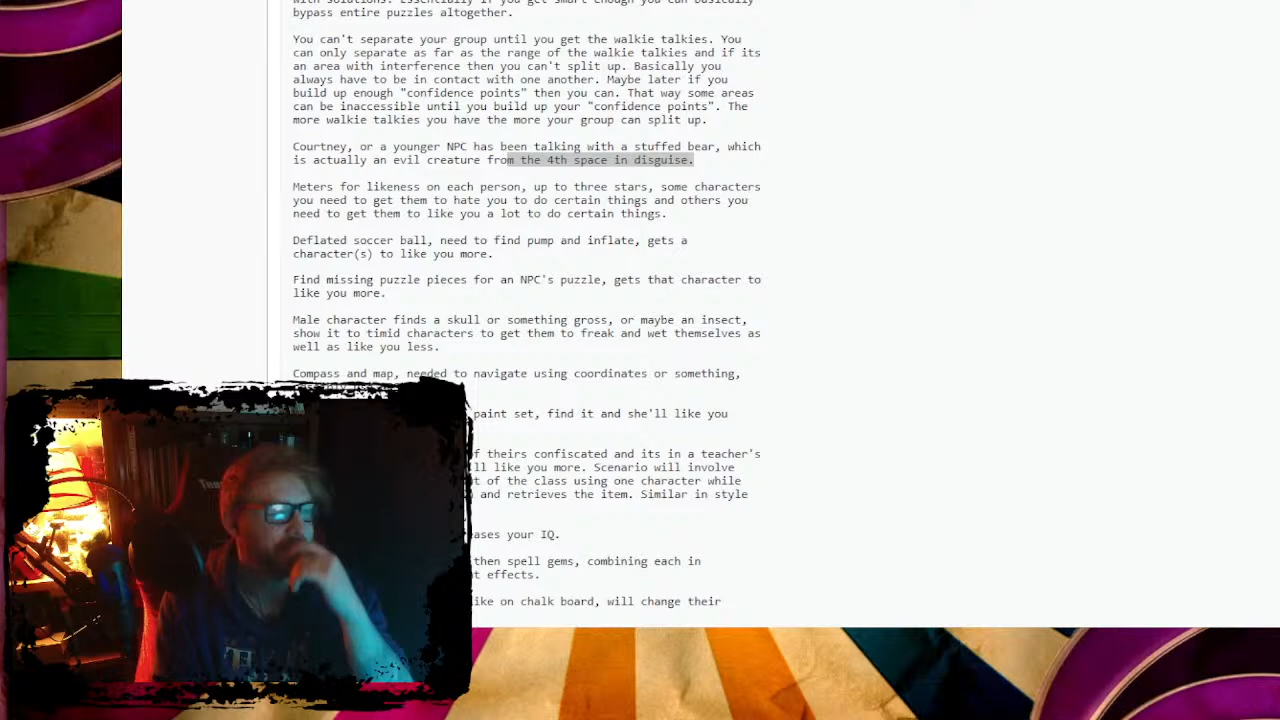 with solutions. Essentially if you get smart enough you can basically
bypass entire puzzles altogether.
You can't separate your group until you get the walkie talkies. You
can only separate as far as the range of the walkie talkies and if its
an area with interference then you can't split up. Basically you
always have to be in contact with one another. Maybe later if you
build up enough "confidence points" then you can. That way some areas
can be inaccessible until you build up your "confidence points". The
more walkie talkies you have the more your group can split up.
Courtney, or a younger NPC has been talking with a stuffed bear, which
is actually an evil creature from the 4th space in disguise.
Meters for likeness on each person, up to three stars, some characters
you need to get them to hate you to do certain things and others you
need to get them to like you a lot to do certain things.
Deflated soccer ball, need to find pump and inflate, gets a
character(s) to like you more.
Find missing puzzle pieces for an NPC's puzzle, gets that character to
like you more.
Male character finds a skull or something gross, or maybe an insect,
show it to timid characters to get them to freak and wet themselves as
well as like you less.
Compass and map, needed to navigate using coordinates or something,
paint set, find it and she'll like you
theirs confiscated and its in a teacher's
like you more. Scenario will involve
of the class using one character while
and retrieves the item. Similar in style
your IQ.
then spell gems, combining each in
effects.
on chalk board, will change their